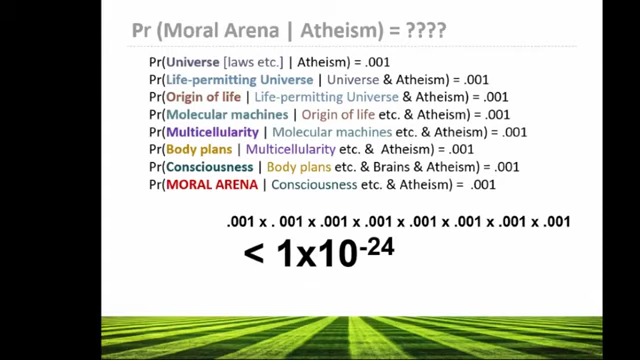 Pr (Moral Arena | Atheism) = ????
Pr(Universe [laws etc.] | Atheism) = .001
Pr(Life-permitting Universe | Universe & Atheism) = .001
Pr(Origin of life | Life-permitting Universe & Atheism) = .001
Pr(Molecular machines | Origin of life etc. & Atheism) = .001
Pr(Multicellularity | Molecular machines etc. & Atheism) = .001
Pr(Body plans | Multicellularity etc. & Atheism) = .001
Pr(Consciousness | Body plans etc. & Brains & Atheism) = .001
Pr(MORAL ARENA | Consciousness etc. & Atheism) = .001
.001 x . 001 x .001 x .001 x .001 x .001 x .001 x .001
< 1x10⁻²⁴